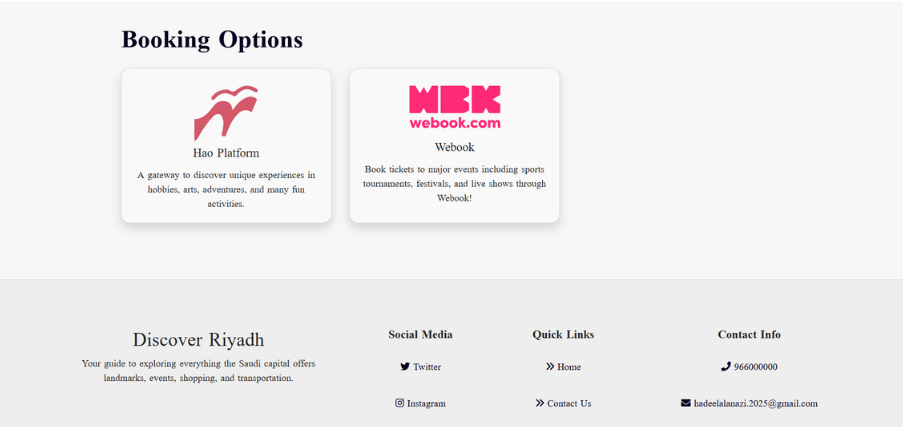 Booking Options
Hao Platform
A gateway to discover unique experiences in
hobbies, arts, adventures, and many fun
activities.
WBK
webook.com
Webook
Book tickets to major events including sports
tournaments, festivals, and live shows through
Webook!
Discover Riyadh
Your guide to exploring everything the Saudi capital offers
landmarks, events, shopping, and transportation.
Social Media
Twitter
Instagram
Quick Links
Home
Contact Us
Contact Info
966000000
hadeelalanazi.2025@gmail.com